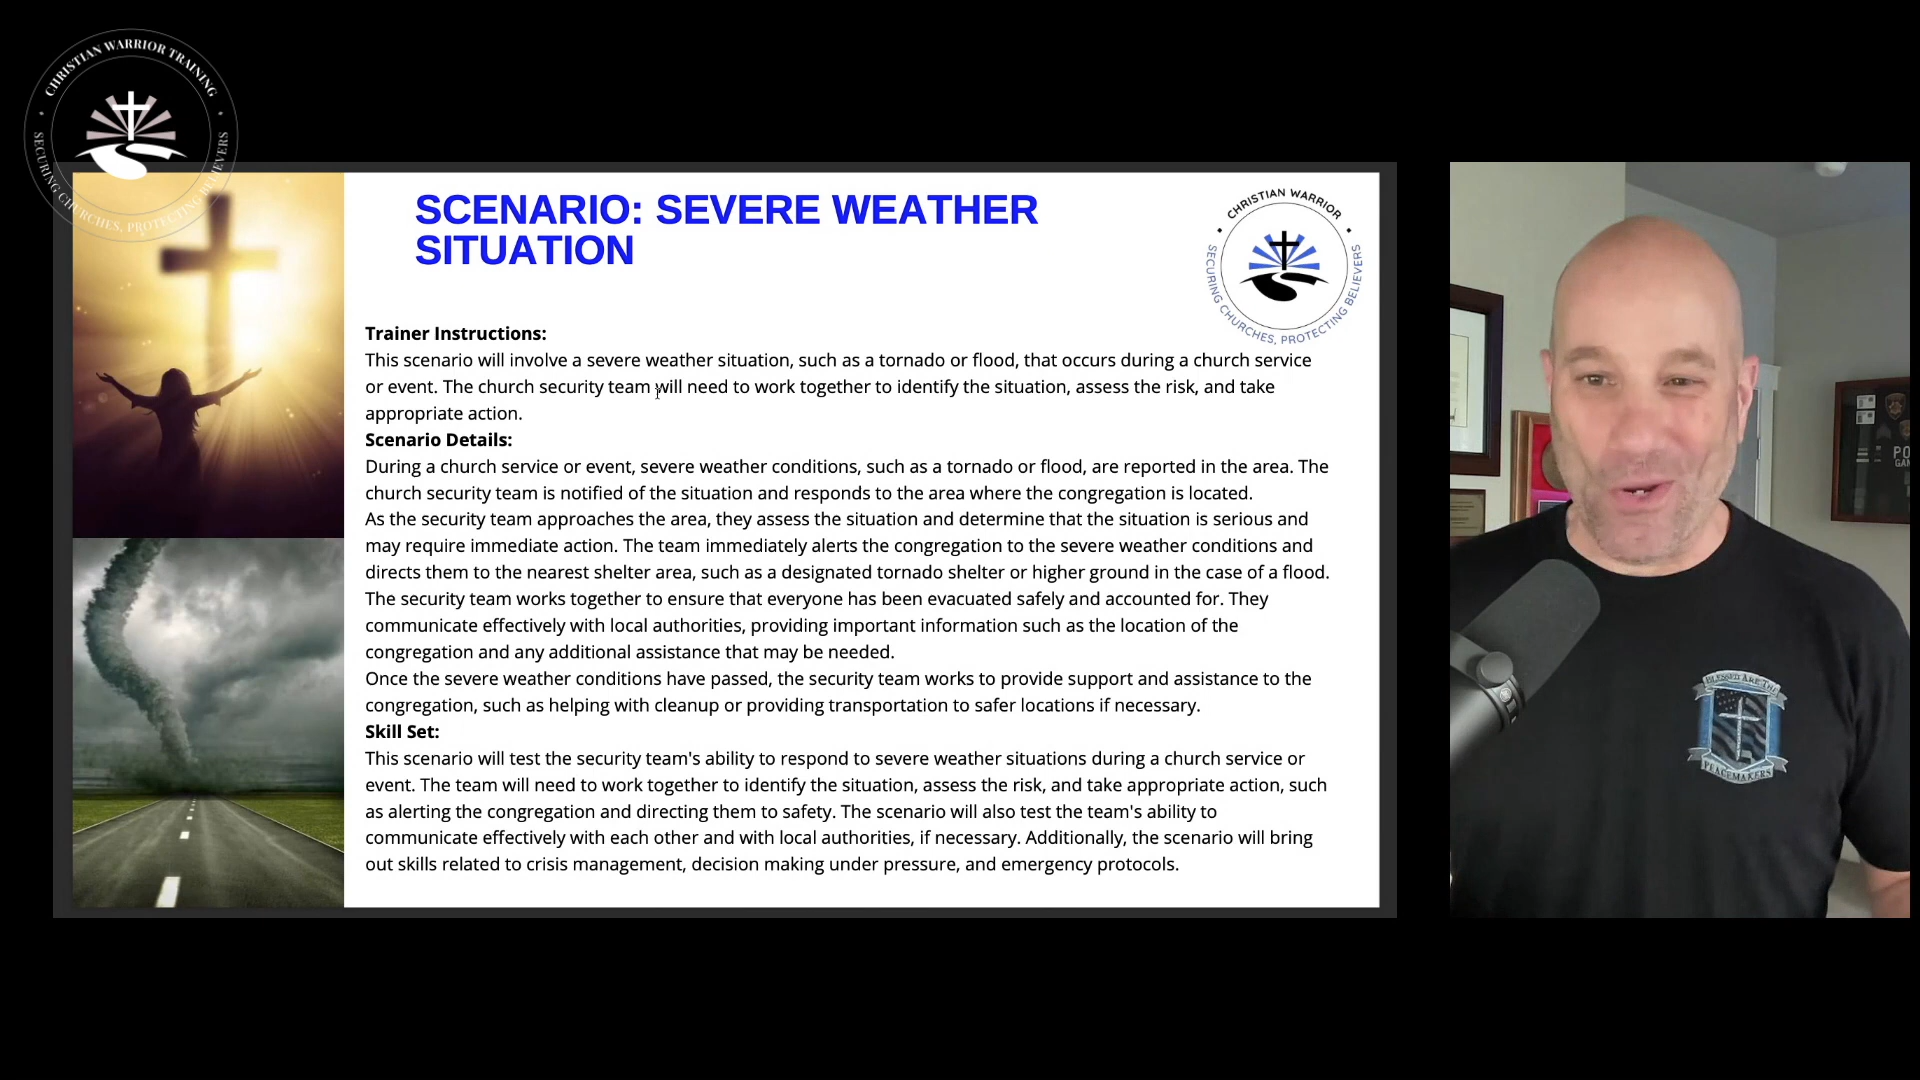 CHRISTIAN WARRIOR TRAINING
SECURING CHURCHES, PROTECTING BELIEVERS
SCENARIO: SEVERE WEATHER
SITUATION
CHRISTIAN WARRIOR
SECURING CHURCHES, PROTECTING BELIEVERS
Trainer Instructions:
This scenario will involve a severe weather situation, such as a tornado or flood, that occurs during a church service
or event. The church security team will need to work together to identify the situation, assess the risk, and take
appropriate action.
Scenario Details:
During a church service or event, severe weather conditions, such as a tornado or flood, are reported in the area. The
church security team is notified of the situation and responds to the area where the congregation is located.
As the security team approaches the area, they assess the situation and determine that the situation is serious and
may require immediate action. The team immediately alerts the congregation to the severe weather conditions and
directs them to the nearest shelter area, such as a designated tornado shelter or higher ground in the case of a flood.
The security team works together to ensure that everyone has been evacuated safely and accounted for. They
communicate effectively with local authorities, providing important information such as the location of the
congregation and any additional assistance that may be needed.
Once the severe weather conditions have passed, the security team works to provide support and assistance to the
congregation, such as helping with cleanup or providing transportation to safer locations if necessary.
Skill Set:
This scenario will test the security team's ability to respond to severe weather situations during a church service or
event. The team will need to work together to identify the situation, assess the risk, and take appropriate action, such
as alerting the congregation and directing them to safety. The scenario will also test the team's ability to
communicate effectively with each other and with local authorities, if necessary. Additionally, the scenario will bring
out skills related to crisis management, decision making under pressure, and emergency protocols.
BLESSED ARE THE
PEACEMAKERS